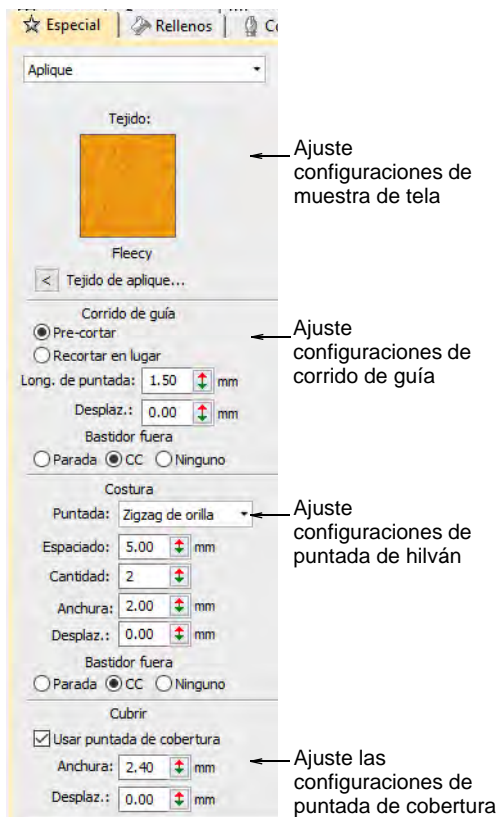 Especial
Rellenos
Aplique
Tejido:
Ajuste
configuraciones de
muestra de tela
Fleecy
< Tejido de aplique...
Corrido de guía
Pre-cortar
Recortar en lugar
Long. de puntada: 1.50 mm
Desplaz.: 0.00 mm
Bastidor fuera
Parada CC Ninguno
Ajuste
configuraciones de
corrido de guía
Costura
Puntada: Zigzag de orilla
Espaciado: 5.00 mm
Cantidad: 2
Anchura: 2.00 mm
Desplaz.: 0.00 mm
Bastidor fuera
Parada CC Ninguno
Ajuste
configuraciones de
puntada de hilván
Cubrir
Usar puntada de cobertura
Anchura: 2.40 mm
Desplaz.: 0.00 mm
Ajuste las
configuraciones de
puntada de cobertura